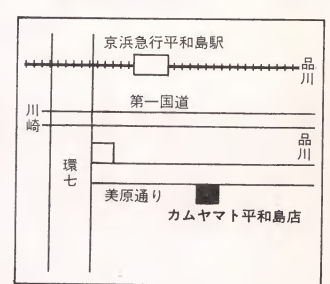 京浜急行平和島駅
品川
第一国道
川崎
品川
環七
美原通り
カムヤマト平和島店